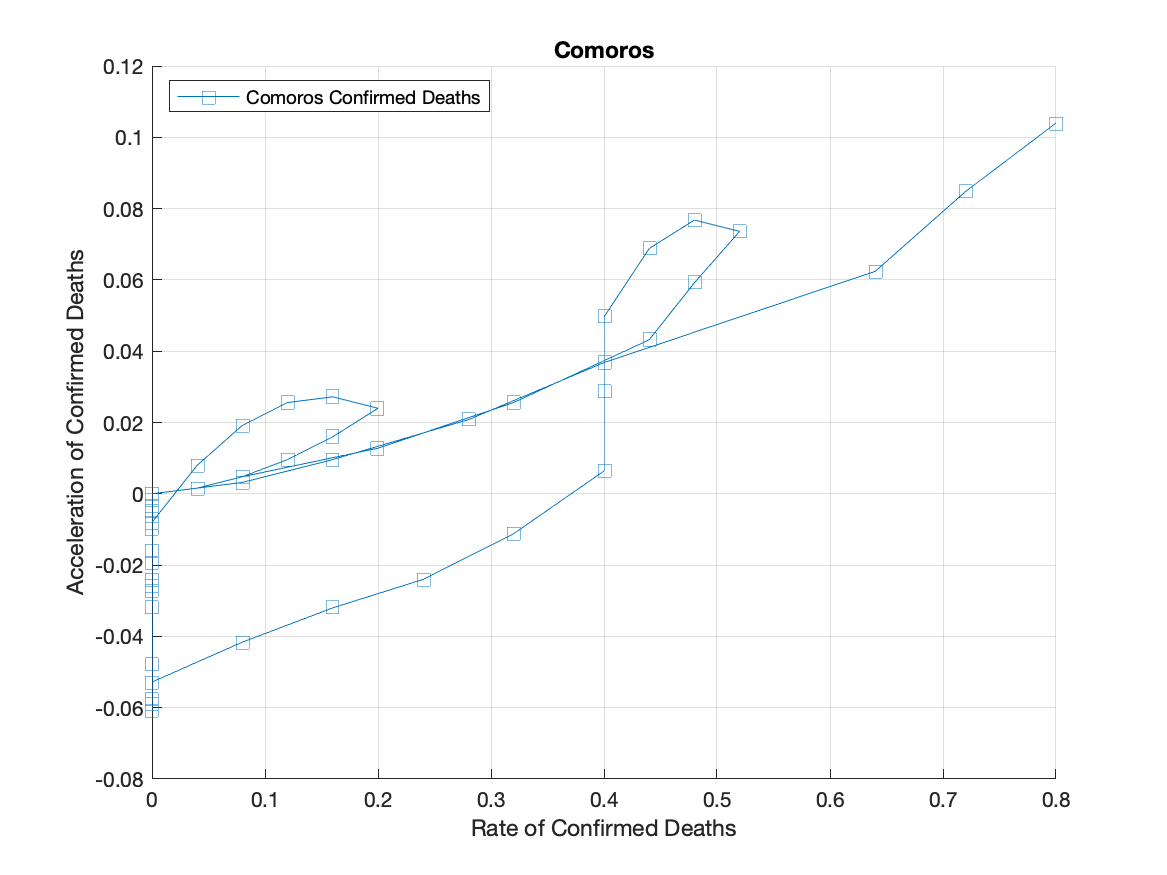 Comoros
Comoros Confirmed Deaths
Acceleration of Confirmed Deaths
0.12
0.1
0.08
0.06
0.04
0.02
0
-0.02
-0.04
-0.06
-0.08
0 0.1 0.2 0.3 0.4 0.5 0.6 0.7 0.8
Rate of Confirmed Deaths